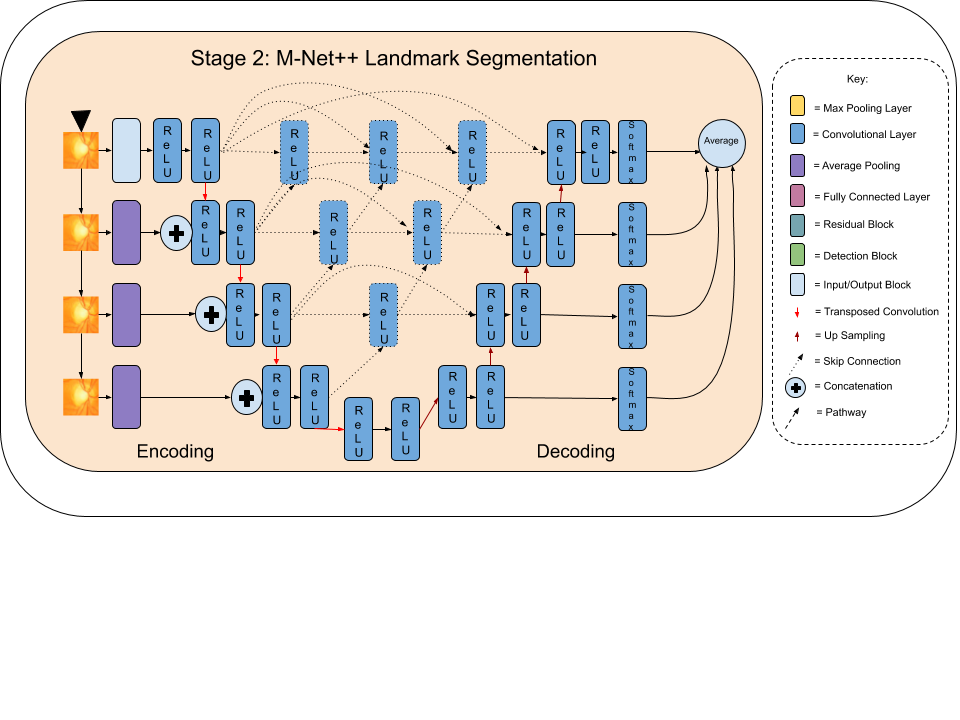 Stage 2: M-Net++ Landmark Segmentation
Key:
= Max Pooling Layer
= Convolutional Layer
= Average Pooling
= Fully Connected Layer
= Residual Block
= Detection Block
= Input/Output Block
= Transposed Convolution
= Up Sampling
= Skip Connection
= Concatenation
= Pathway
ReLU
ReLU
ReLU
ReLU
ReLU
ReLU
ReLU
Softmax
Average
ReLU
ReLU
ReLU
ReLU
ReLU
ReLU
Softmax
ReLU
ReLU
ReLU
ReLU
ReLU
Softmax
ReLU
ReLU
ReLU
ReLU
ReLU
ReLU
Softmax
Encoding
Decoding